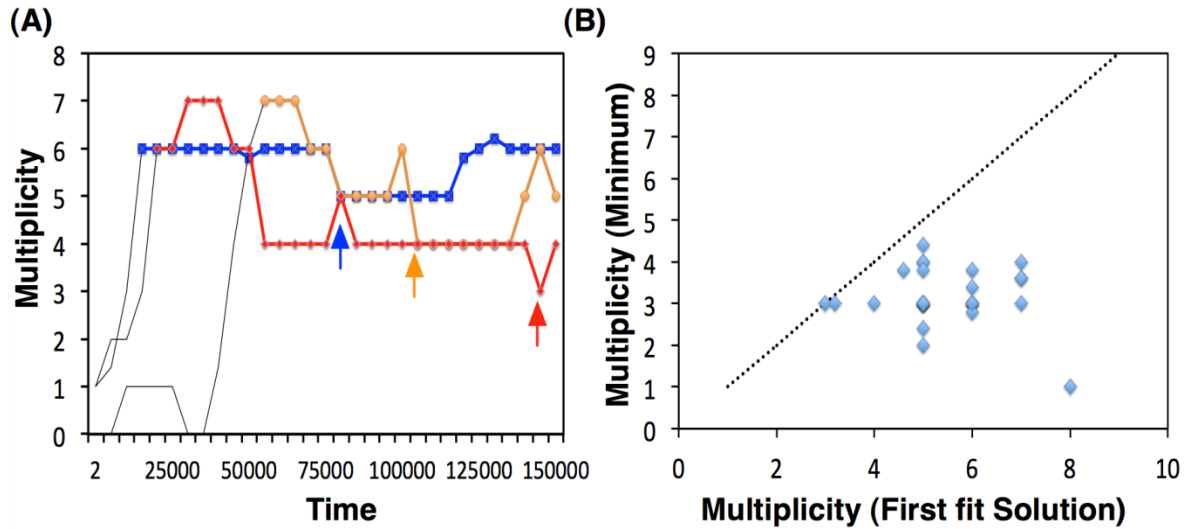 (A)
Multiplicity
8
7
6
5
4
3
2
1
0
2 25000 50000 75000 100000 125000 150000
Time
(B)
Multiplicity (Minimum)
9
8
7
6
5
4
3
2
1
0
0 2 4 6 8 10
Multiplicity (First fit Solution)